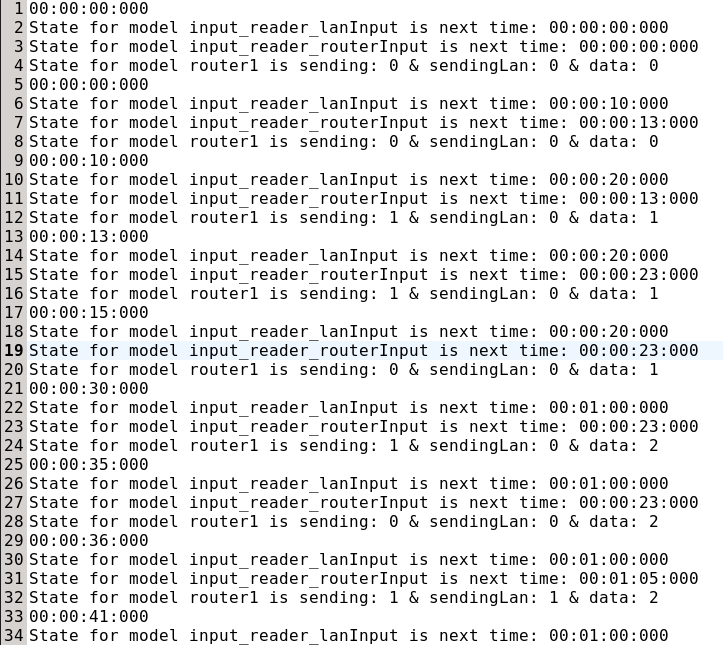 1 00:00:00:000
2 State for model input_reader_lanInput is next time: 00:00:00:000
3 State for model input_reader_routerInput is next time: 00:00:00:000
4 State for model router1 is sending: 0 & sendingLan: 0 & data: 0
5 00:00:00:000
6 State for model input_reader_lanInput is next time: 00:00:10:000
7 State for model input_reader_routerInput is next time: 00:00:13:000
8 State for model router1 is sending: 0 & sendingLan: 0 & data: 0
9 00:00:10:000
10 State for model input_reader_lanInput is next time: 00:00:20:000
11 State for model input_reader_routerInput is next time: 00:00:13:000
12 State for model router1 is sending: 1 & sendingLan: 0 & data: 1
13 00:00:13:000
14 State for model input_reader_lanInput is next time: 00:00:20:000
15 State for model input_reader_routerInput is next time: 00:00:23:000
16 State for model router1 is sending: 1 & sendingLan: 0 & data: 1
17 00:00:15:000
18 State for model input_reader_lanInput is next time: 00:00:20:000
19 State for model input_reader_routerInput is next time: 00:00:23:000
20 State for model router1 is sending: 0 & sendingLan: 0 & data: 1
21 00:00:30:000
22 State for model input_reader_lanInput is next time: 00:01:00:000
23 State for model input_reader_routerInput is next time: 00:00:23:000
24 State for model router1 is sending: 1 & sendingLan: 0 & data: 2
25 00:00:35:000
26 State for model input_reader_lanInput is next time: 00:01:00:000
27 State for model input_reader_routerInput is next time: 00:00:23:000
28 State for model router1 is sending: 0 & sendingLan: 0 & data: 2
29 00:00:36:000
30 State for model input_reader_lanInput is next time: 00:01:00:000
31 State for model input_reader_routerInput is next time: 00:01:05:000
32 State for model router1 is sending: 1 & sendingLan: 1 & data: 2
33 00:00:41:000
34 State for model input_reader_lanInput is next time: 00:01:00:000